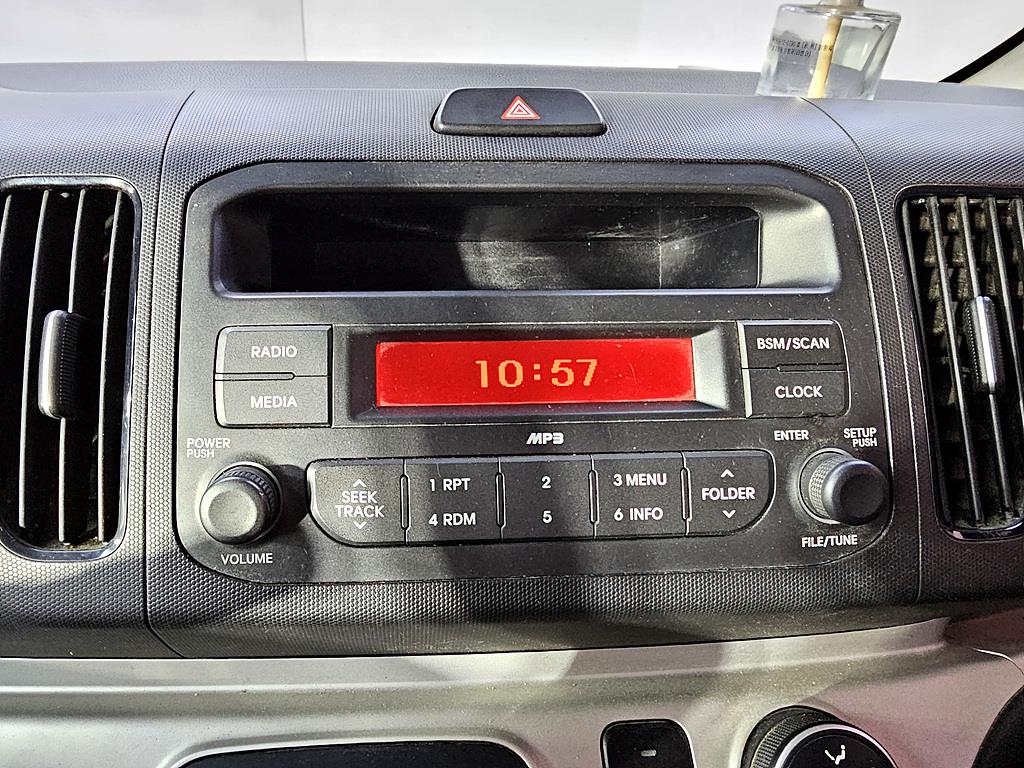 RADIO
MEDIA
10:57
BSM/SCAN
CLOCK
MP3
POWER
PUSH
ENTER
SETUP
PUSH
SEEK
TRACK
1 RPT
4 RDM
2
5
3 MENU
6 INFO
FOLDER
VOLUME
FILE/TUNE